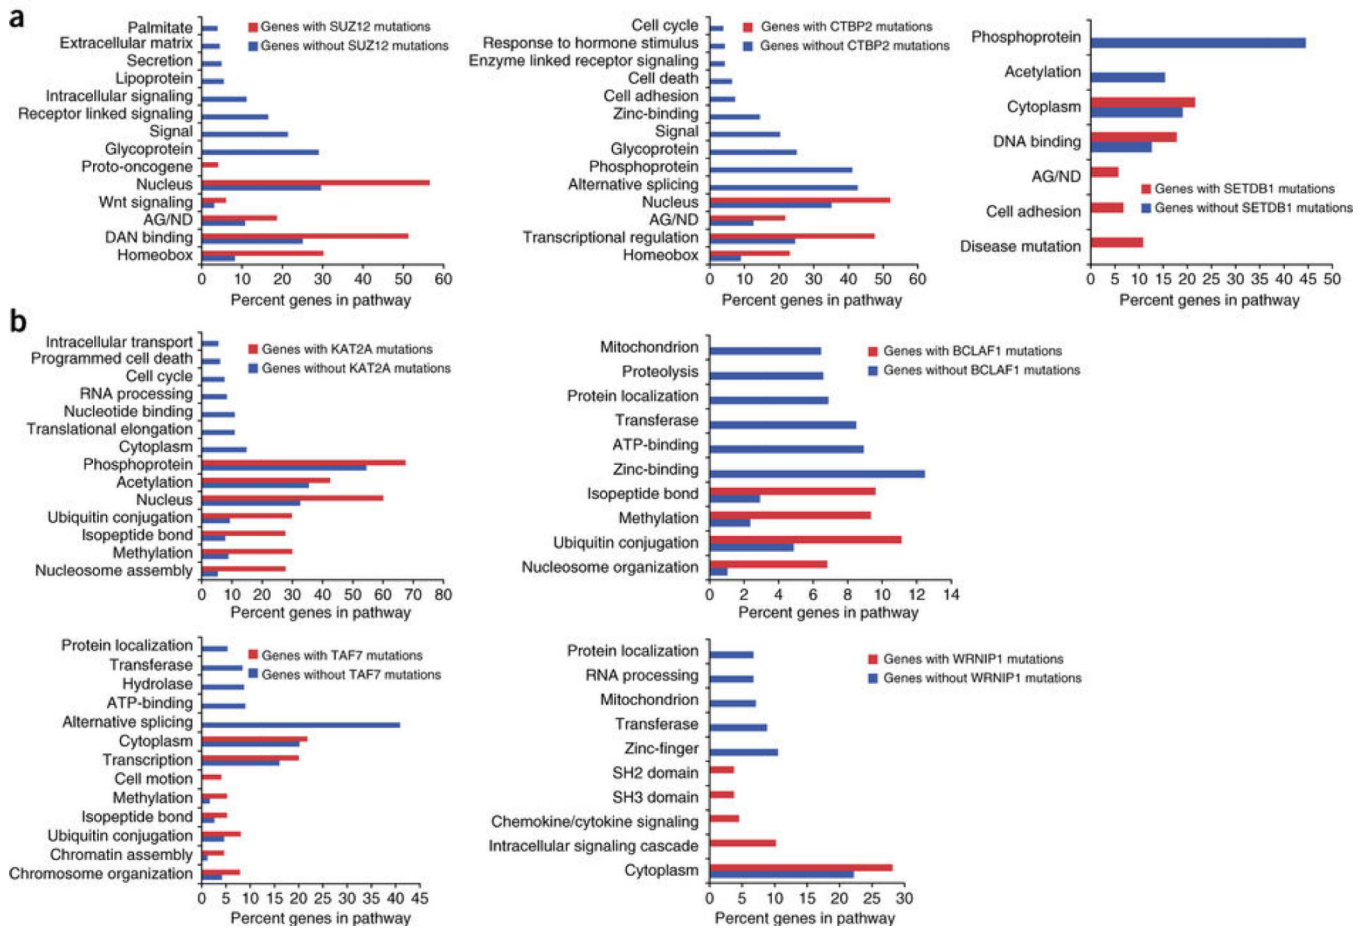 a
Palmitate
Extracellular matrix
Secretion
Lipoprotein
Intracellular signaling
Receptor linked signaling
Signal
Glycoprotein
Proto-oncogene
Nucleus
Wnt signaling
AG/ND
DAN binding
Homeobox
Genes with SUZ12 mutations
Genes without SUZ12 mutations
0 10 20 30 40 50 60
Percent genes in pathway
Cell cycle
Response to hormone stimulus
Enzyme linked receptor signaling
Cell death
Cell adhesion
Zinc-binding
Signal
Glycoprotein
Phosphoprotein
Alternative splicing
Nucleus
AG/ND
Transcriptional regulation
Homeobox
Genes with CTBP2 mutations
Genes without CTBP2 mutations
0 10 20 30 40 50 60
Percent genes in pathway
Phosphoprotein
Acetylation
Cytoplasm
DNA binding
AG/ND
Cell adhesion
Disease mutation
Genes with SETDB1 mutations
Genes without SETDB1 mutations
0 5 10 15 20 25 30 35 40 45 50
Percent genes in pathway
b
Intracellular transport
Programmed cell death
Cell cycle
RNA processing
Nucleotide binding
Translational elongation
Cytoplasm
Phosphoprotein
Acetylation
Nucleus
Ubiquitin conjugation
Isopeptide bond
Methylation
Nucleosome assembly
Genes with KAT2A mutations
Genes without KAT2A mutations
0 10 20 30 40 50 60 70 80
Percent genes in pathway
Mitochondrion
Proteolysis
Protein localization
Transferase
ATP-binding
Zinc-binding
Isopeptide bond
Methylation
Ubiquitin conjugation
Nucleosome organization
Genes with BCLAF1 mutations
Genes without BCLAF1 mutations
0 2 4 6 8 10 12 14
Percent genes in pathway
Protein localization
Transferase
Hydrolase
ATP-binding
Alternative splicing
Cytoplasm
Transcription
Cell motion
Methylation
Isopeptide bond
Ubiquitin conjugation
Chromatin assembly
Chromosome organization
Genes with TAF7 mutations
Genes without TAF7 mutations
0 5 10 15 20 25 30 35 40 45
Percent genes in pathway
Protein localization
RNA processing
Mitochondrion
Transferase
Zinc-finger
SH2 domain
SH3 domain
Chemokine/cytokine signaling
Intracellular signaling cascade
Cytoplasm
Genes with WRNIP1 mutations
Genes without WRNIP1 mutations
0 5 10 15 20 25 30
Percent genes in pathway